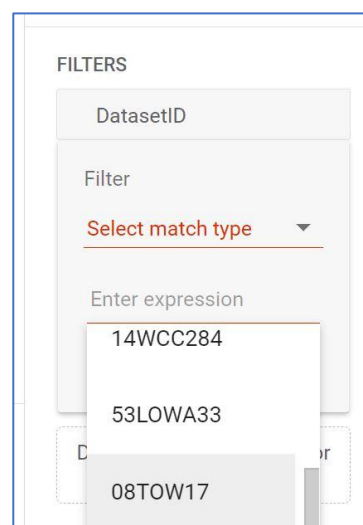 FILTERS
DatasetID
Filter
Select match type
Enter expression
14WCC284
53LOWA33
08TOW17